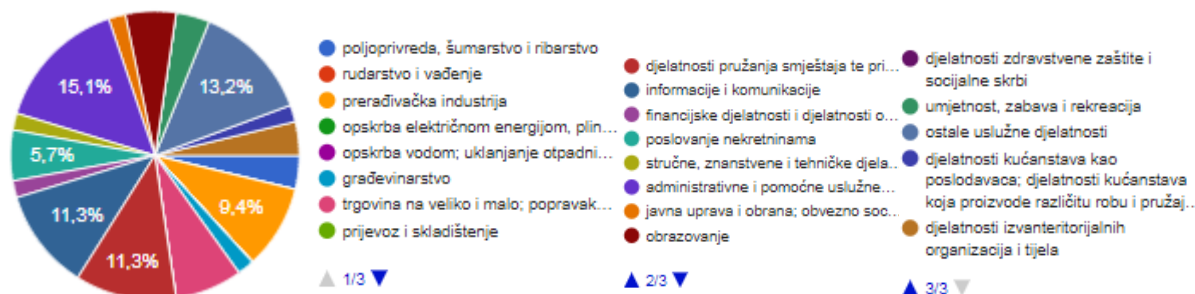 15,1%
13,2%
5,7%
9,4%
11,3%
11,3%
poljoprivreda, šumarstvo i ribarstvo
rudarstvo i vađenje
prerađivačka industrija
opskrba električnom energijom, plin...
opskrba vodom; uklanjanje otpadni...
građevinarstvo
trgovina na veliko i malo; popravak...
prijevoz i skladištenje
1/3
djelatnosti pružanja smještaja te pri...
informacije i komunikacije
financijske djelatnosti i djelatnosti o...
poslovanje nekretninama
stručne, znanstvene i tehničke djela...
administrativne i pomoćne uslužne...
javna uprava i obrana; obvezno soc...
obrazovanje
2/3
djelatnosti zdravstvene zaštite i
socijalne skrbi
umjetnost, zabava i rekreacija
ostale uslužne djelatnosti
djelatnosti kućanstava kao
poslodavaca; djelatnosti kućanstava
koja proizvode različitu robu i pružaj..
djelatnosti izvanteritorijalnih
organizacija i tijela
3/3